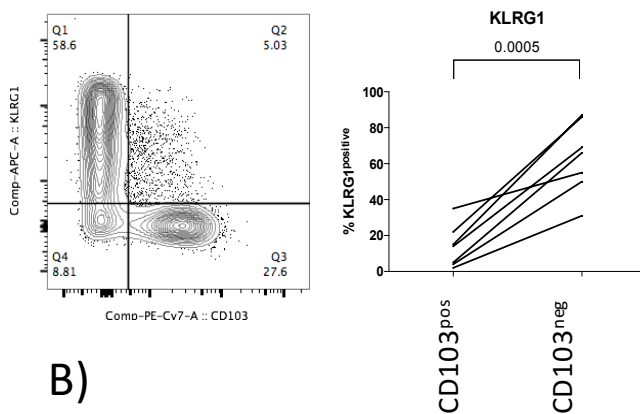 Q1
58.6
Q2
5.03
Comp-APC-A :: KLRG1
Q4
8.81
Q3
27.6
Comp-PE-Cy7-A :: CD103
KLRG1
0.0005
% KLRG1positive
100
80
60
40
20
0
CD103pos
CD103neg
B)